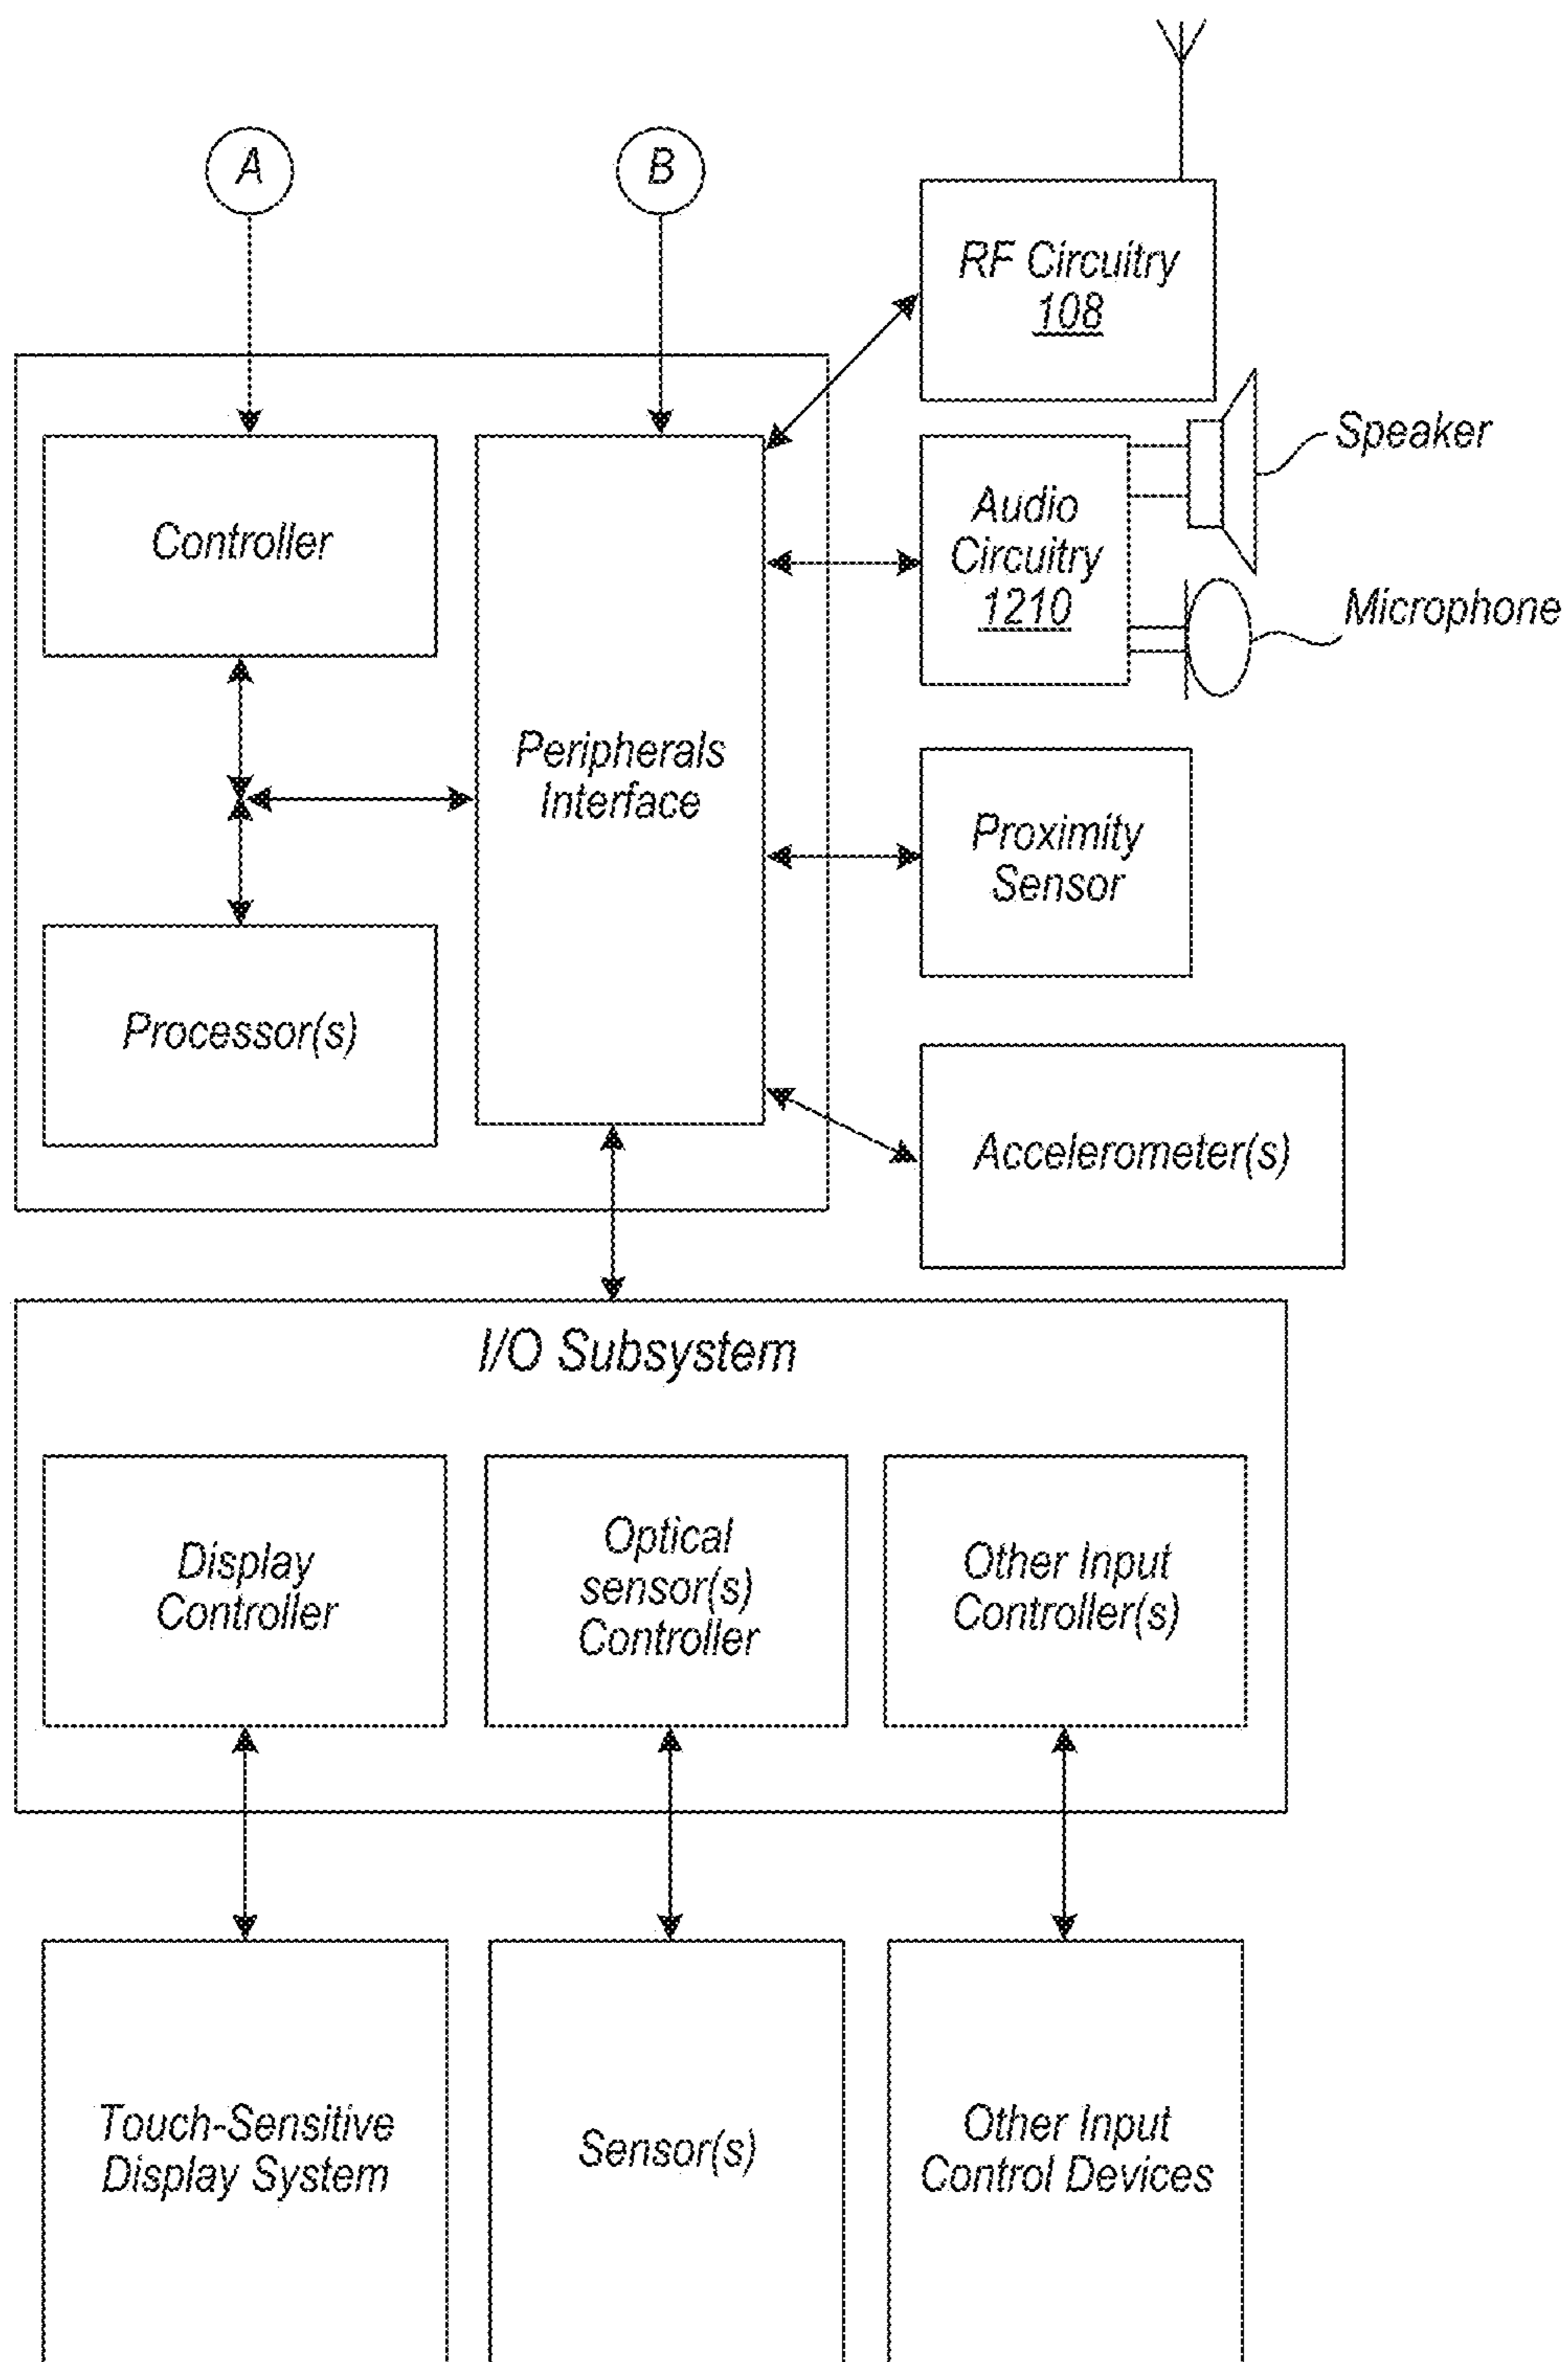 A
B
RF Circuitry
108
Speaker
Controller
Audio
Circuitry
1210
Microphone
Peripherals
Interface
Proximity
Sensor
Processor(s)
Accelerometer(s)
I/O Subsystem
Display
Controller
Optical
sensor(s)
Controller
Other Input
Controller(s)
Touch-Sensitive
Display System
Sensor(s)
Other Input
Control Devices